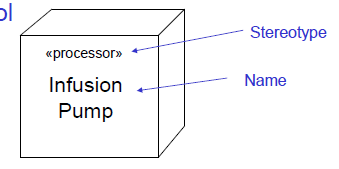 ol
Stereotype
«processor»
Infusion
Pump
Name